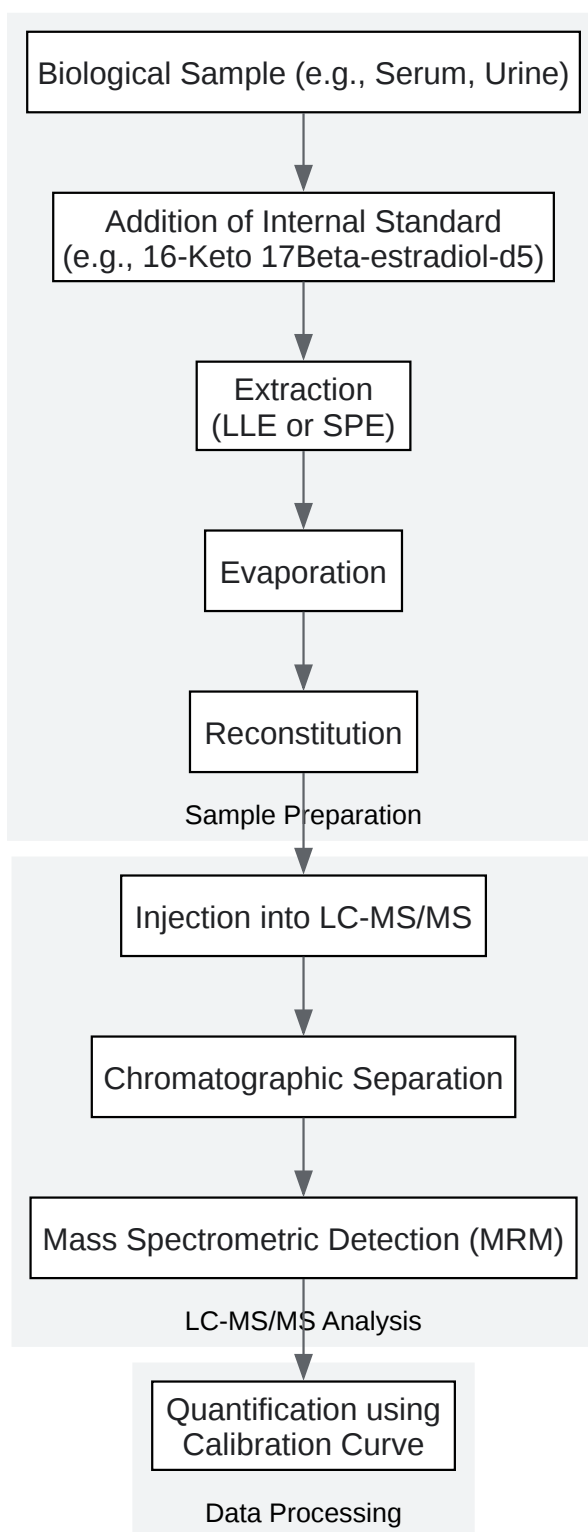 Biological Sample (e.g., Serum, Urine)
Addition of Internal Standard
(e.g., 16-Keto 17Beta-estradiol-d5)
Extraction
(LLE or SPE)
Evaporation
Reconstitution
Sample Preparation
Injection into LC-MS/MS
Chromatographic Separation
Mass Spectrometric Detection (MRM)
LC-MS/MS Analysis
Quantification using
Calibration Curve
Data Processing